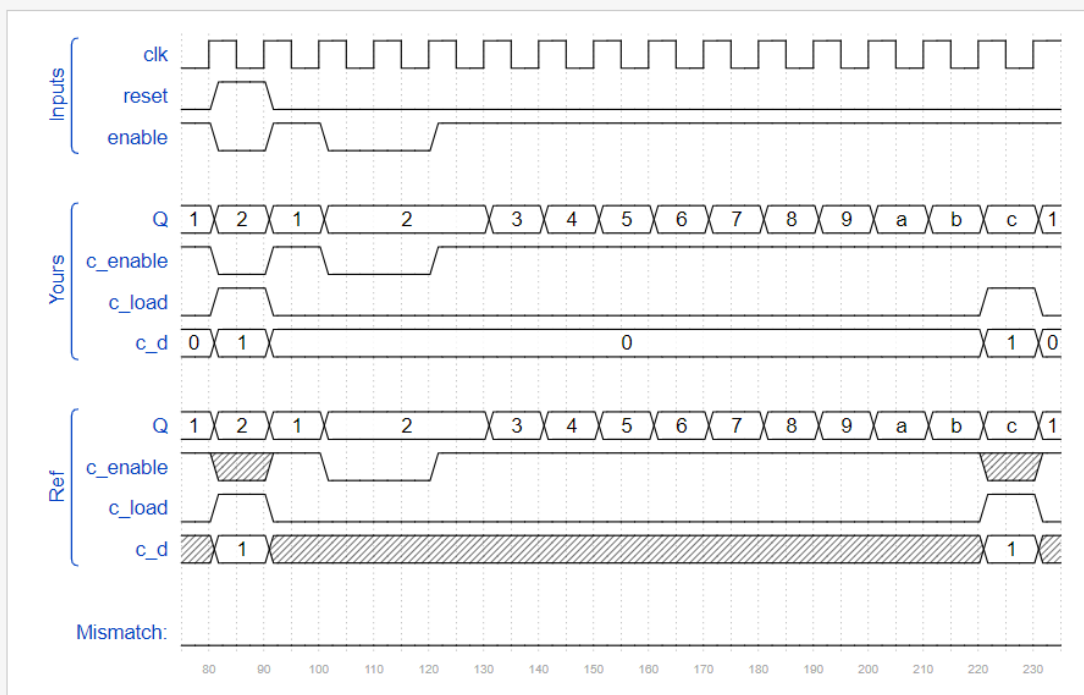 Inputs
clk
reset
enable
Yours
Q 1 2 1 2 3 4 5 6 7 8 9 a b c 1
c_enable
c_load
c_d 0 1 0 1 0
Ref
Q 1 2 1 2 3 4 5 6 7 8 9 a b c 1
c_enable
c_load
c_d 1 1
Mismatch:
80 90 100 110 120 130 140 150 160 170 180 190 200 210 220 230